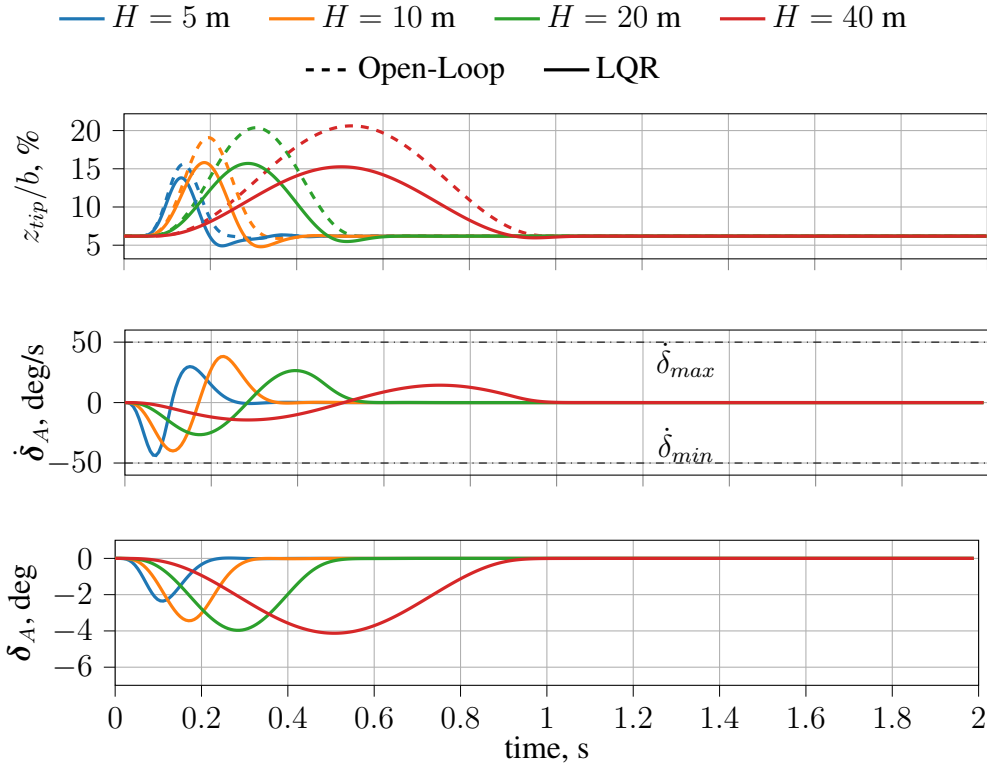 H = 5 m H = 10 m H = 20 m H = 40 m
Open-Loop LQR
20
15
10
5
z_tip/b, %
50
0
−50
δ̇_A, deg/s
δ̇_max
δ̇_min
0
−2
−4
−6
δ_A, deg
0 0.2 0.4 0.6 0.8 1 1.2 1.4 1.6 1.8 2
time, s